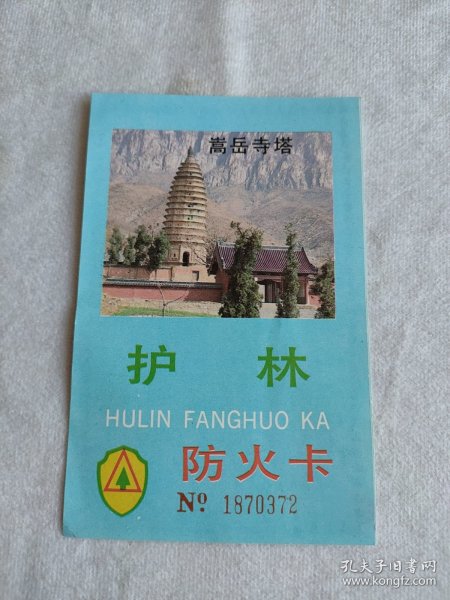 嵩岳寺塔
护 林
HULIN FANGHUO KA
防火卡
Nº 1870372
孔夫子旧书网
www.kongfz.com